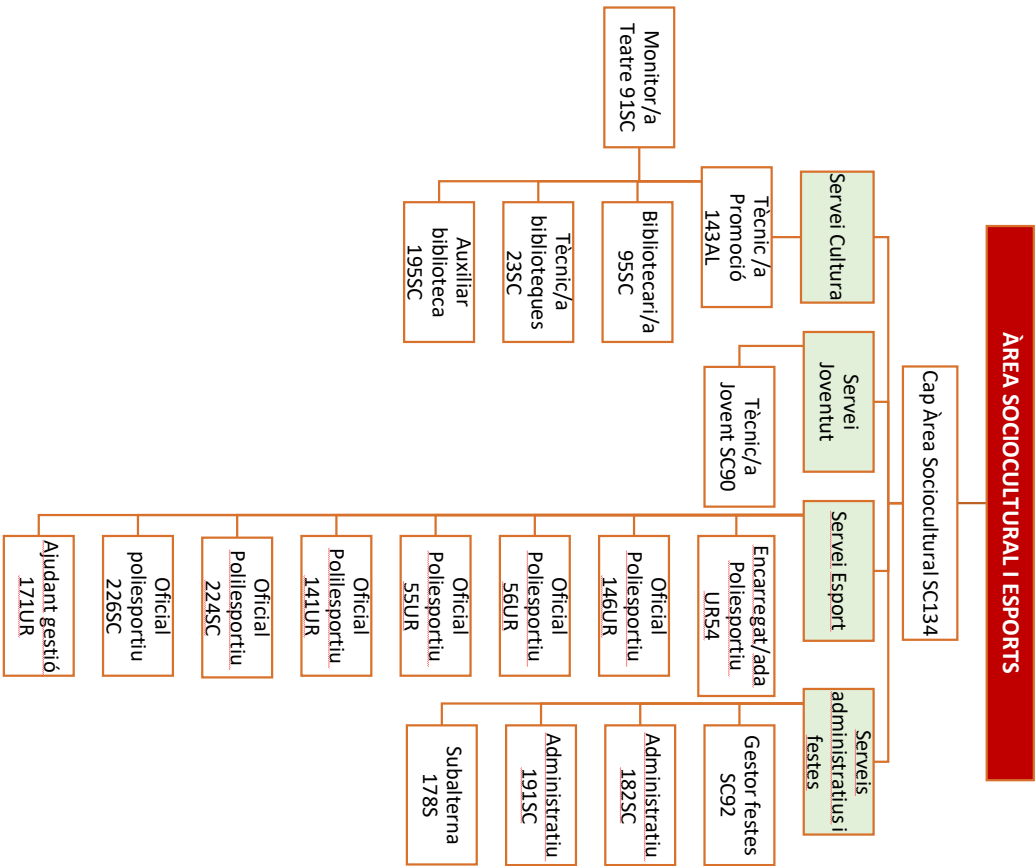 ÀREA SOCIOCULTURAL I ESPORTS
Cap Àrea Sociocultural SC134
Servei Cultura
Tècnic /a
Promoció
143AL
Monitor/a
Teatre 91SC
Bibliotecari/a
95SC
Tècnic/a
biblioteques
23SC
Auxiliar
biblioteca
195SC
Servei
Joventut
Tècnic/a
Jovent SC90
Servei Esport
Encarregat/ada
Poliesportiu
UR54
Oficial
Poliesportiu
146UR
Oficial
Poliesportiu
56UR
Oficial
Poliesportiu
55UR
Oficial
Polilesportiu
141UR
Oficial
Polilesportiu
224SC
Oficial
poliesportiu
226SC
Ajudant gestió
171UR
Serveis
administratius i
festes
Gestor festes
SC92
Administratiu
182SC
Administratiu
191SC
Subalterna
178S